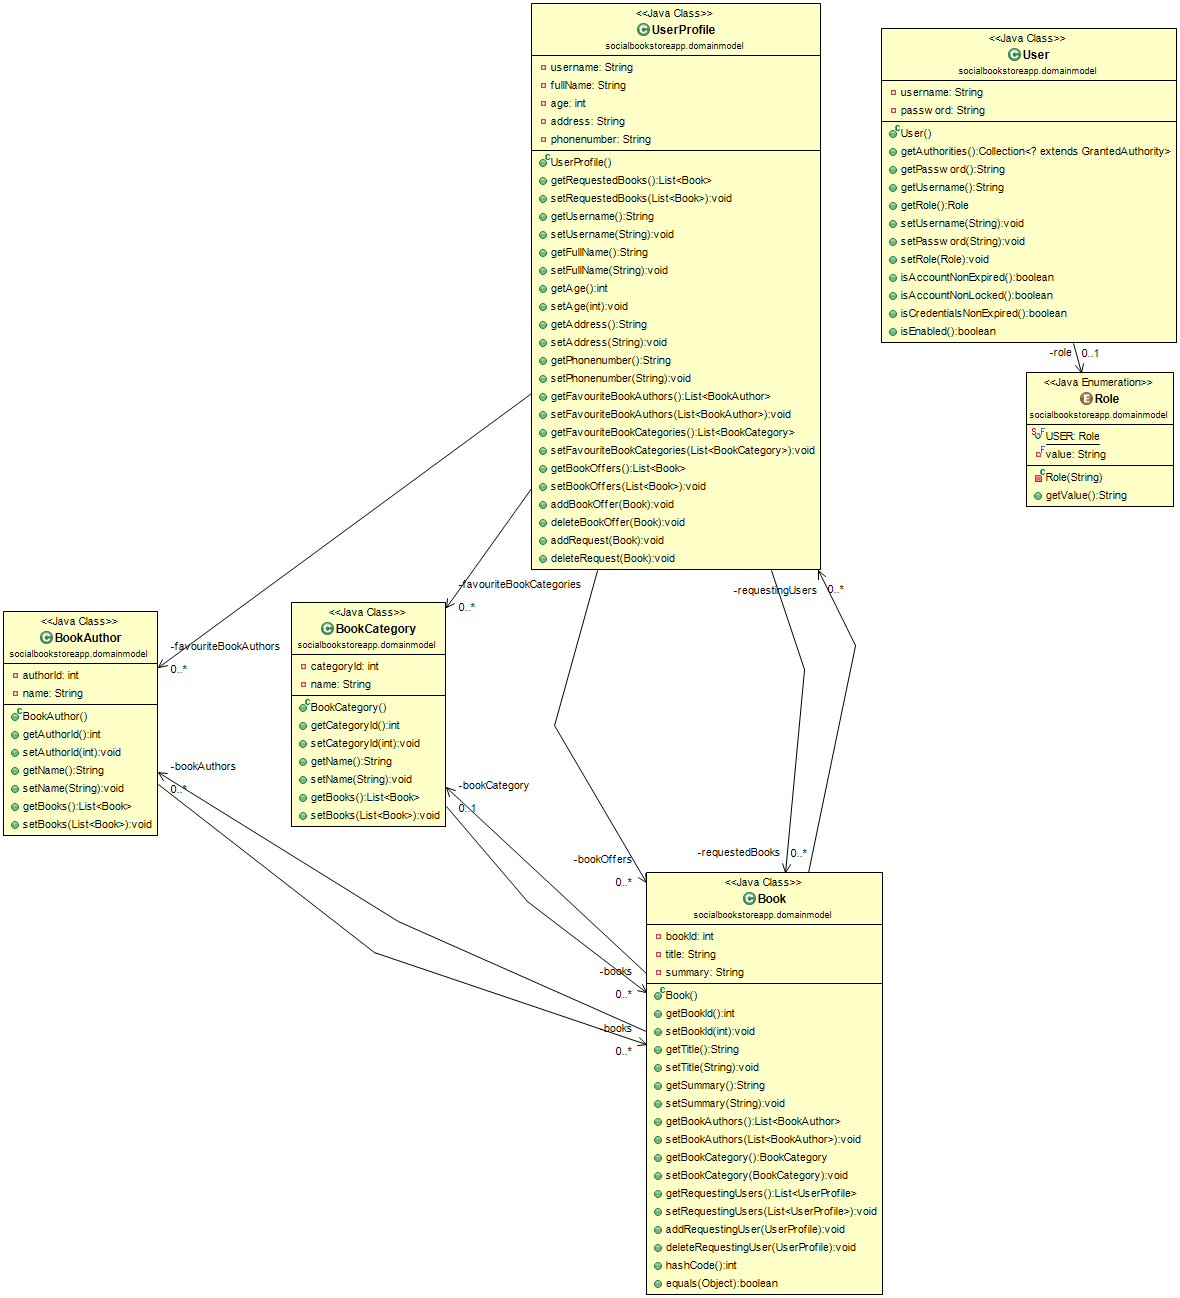 <<Java Class>>
UserProfile
socialbookstoreapp.domainmodel
username: String
fullName: String
age: int
address: String
phonenumber: String
UserProfile()
getRequestedBooks():List<Book>
setRequestedBooks(List<Book>):void
getUsername():String
setUsername(String):void
getFullName():String
setFullName(String):void
getAge():int
setAge(int):void
getAddress():String
setAddress(String):void
getPhonenumber():String
setPhonenumber(String):void
getFavouriteBookAuthors():List<BookAuthor>
setFavouriteBookAuthors(List<BookAuthor>):void
getFavouriteBookCategories():List<BookCategory>
setFavouriteBookCategories(List<BookCategory>):void
getBookOffers():List<Book>
setBookOffers(List<Book>):void
addBookOffer(Book):void
deleteBookOffer(Book):void
addRequest(Book):void
deleteRequest(Book):void
<<Java Class>>
User
socialbookstoreapp.domainmodel
username: String
password: String
User()
getAuthorities():Collection<? extends GrantedAuthority>
getPassword():String
getUsername():String
getRole():Role
setUsername(String):void
setPassword(String):void
setRole(Role):void
isAccountNonExpired():boolean
isAccountNonLocked():boolean
isCredentialsNonExpired():boolean
isEnabled():boolean
-role
0..1
<<Java Enumeration>>
Role
socialbookstoreapp.domainmodel
USER: Role
value: String
Role(String)
getValue():String
-favouriteBookCategories
0..*
-requestingUsers
0..*
-favouriteBookAuthors
0..*
<<Java Class>>
BookAuthor
socialbookstoreapp.domainmodel
authorId: int
name: String
BookAuthor()
getAuthorId():int
setAuthorId(int):void
getName():String
setName(String):void
getBooks():List<Book>
setBooks(List<Book>):void
<<Java Class>>
BookCategory
socialbookstoreapp.domainmodel
categoryId: int
name: String
BookCategory()
getCategoryId():int
setCategoryId(int):void
getName():String
setName(String):void
getBooks():List<Book>
setBooks(List<Book>):void
-bookAuthors
0..*
-bookCategory
0..1
-bookOffers
0..*
-requestedBooks
0..*
-books
0..*
-books
0..*
<<Java Class>>
Book
socialbookstoreapp.domainmodel
bookId: int
title: String
summary: String
Book()
getBookId():int
setBookId(int):void
getTitle():String
setTitle(String):void
getSummary():String
setSummary(String):void
getBookAuthors():List<BookAuthor>
setBookAuthors(List<BookAuthor>):void
getBookCategory():BookCategory
setBookCategory(BookCategory):void
getRequestingUsers():List<UserProfile>
setRequestingUsers(List<UserProfile>):void
addRequestingUser(UserProfile):void
deleteRequestingUser(UserProfile):void
hashCode():int
equals(Object):boolean